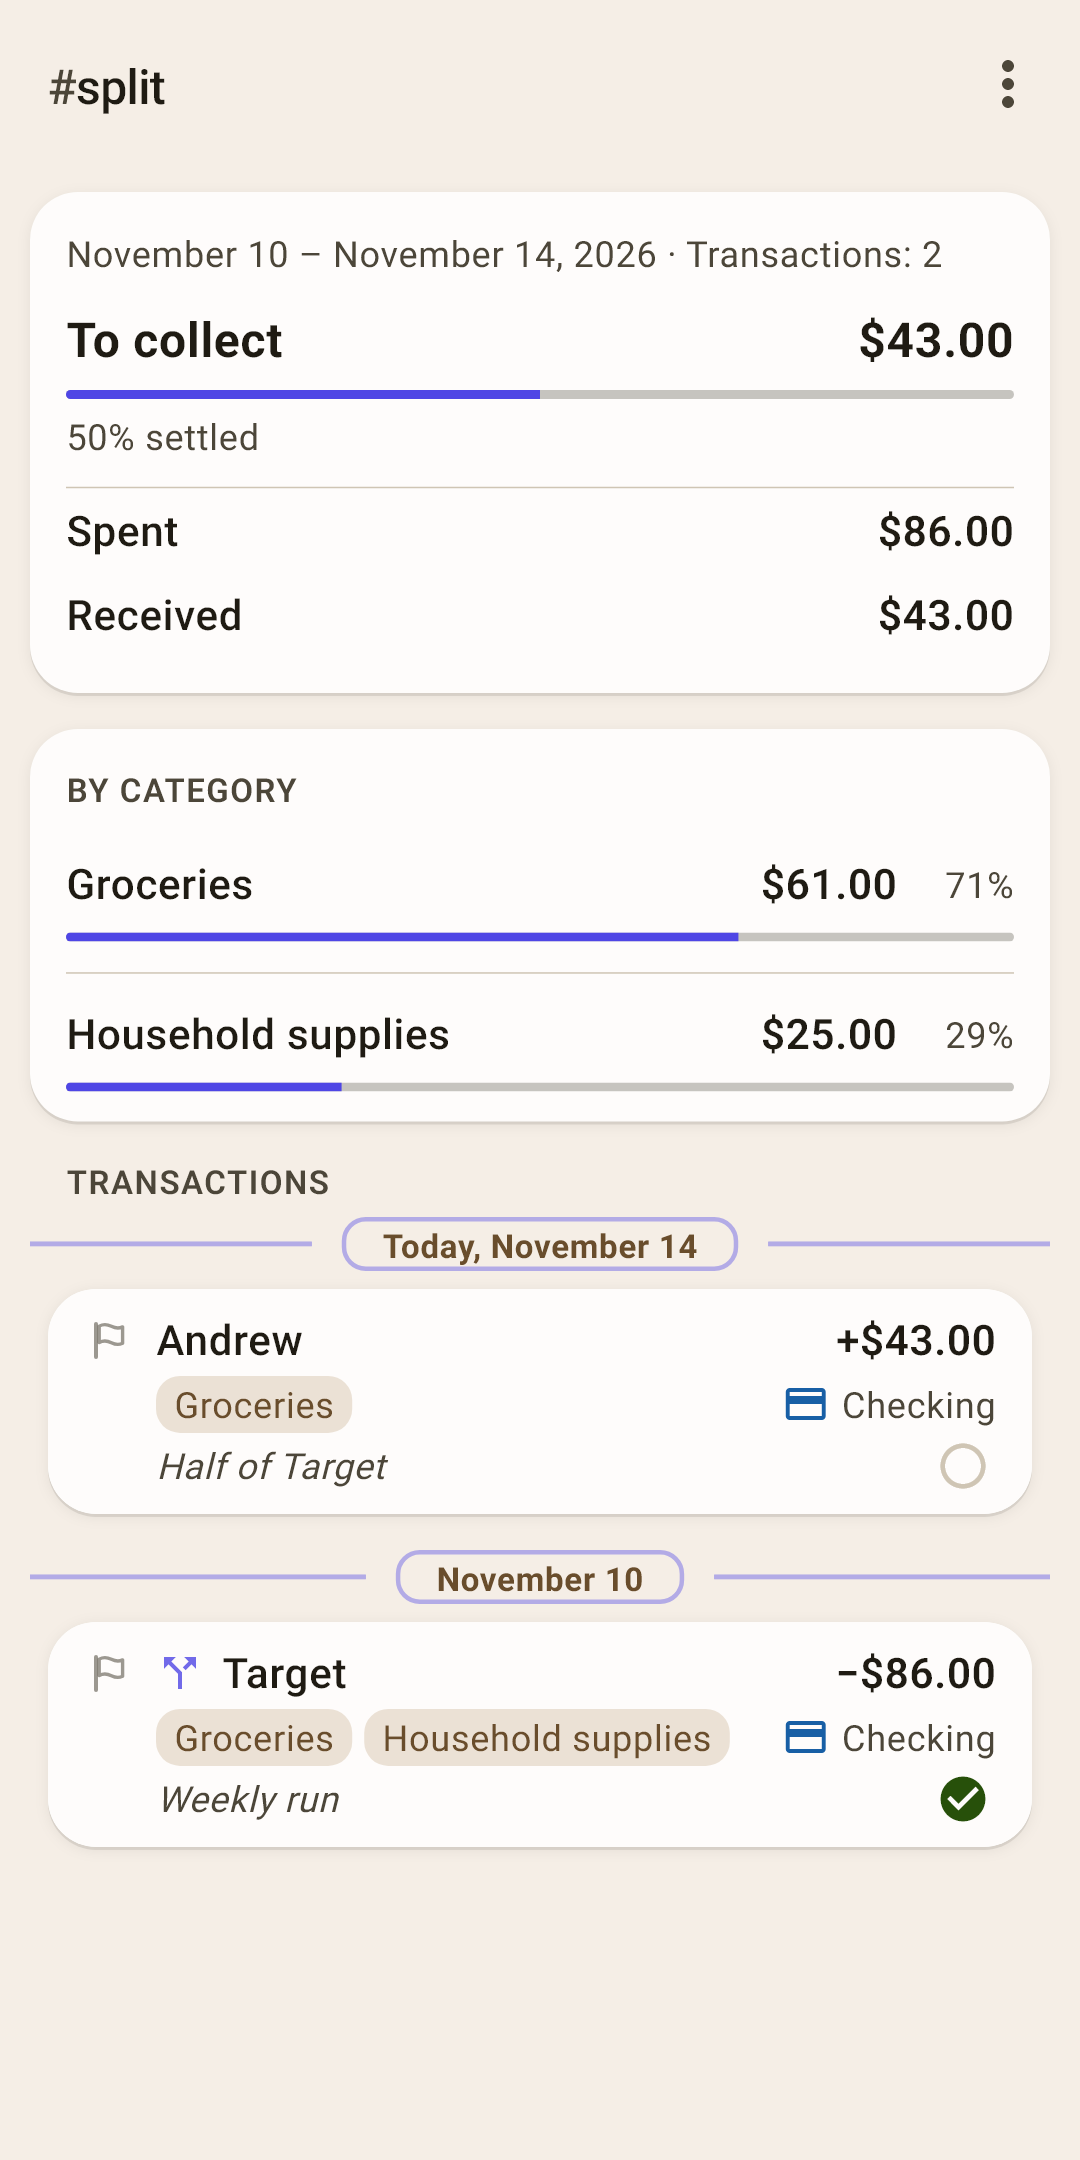 #split
November 10 – November 14, 2026 · Transactions: 2
To collect $43.00
50% settled
Spent $86.00
Received $43.00
BY CATEGORY
Groceries $61.00 71%
Household supplies $25.00 29%
TRANSACTIONS
Today, November 14
Andrew +$43.00
Groceries Checking
Half of Target
November 10
Target −$86.00
Groceries Household supplies Checking
Weekly run